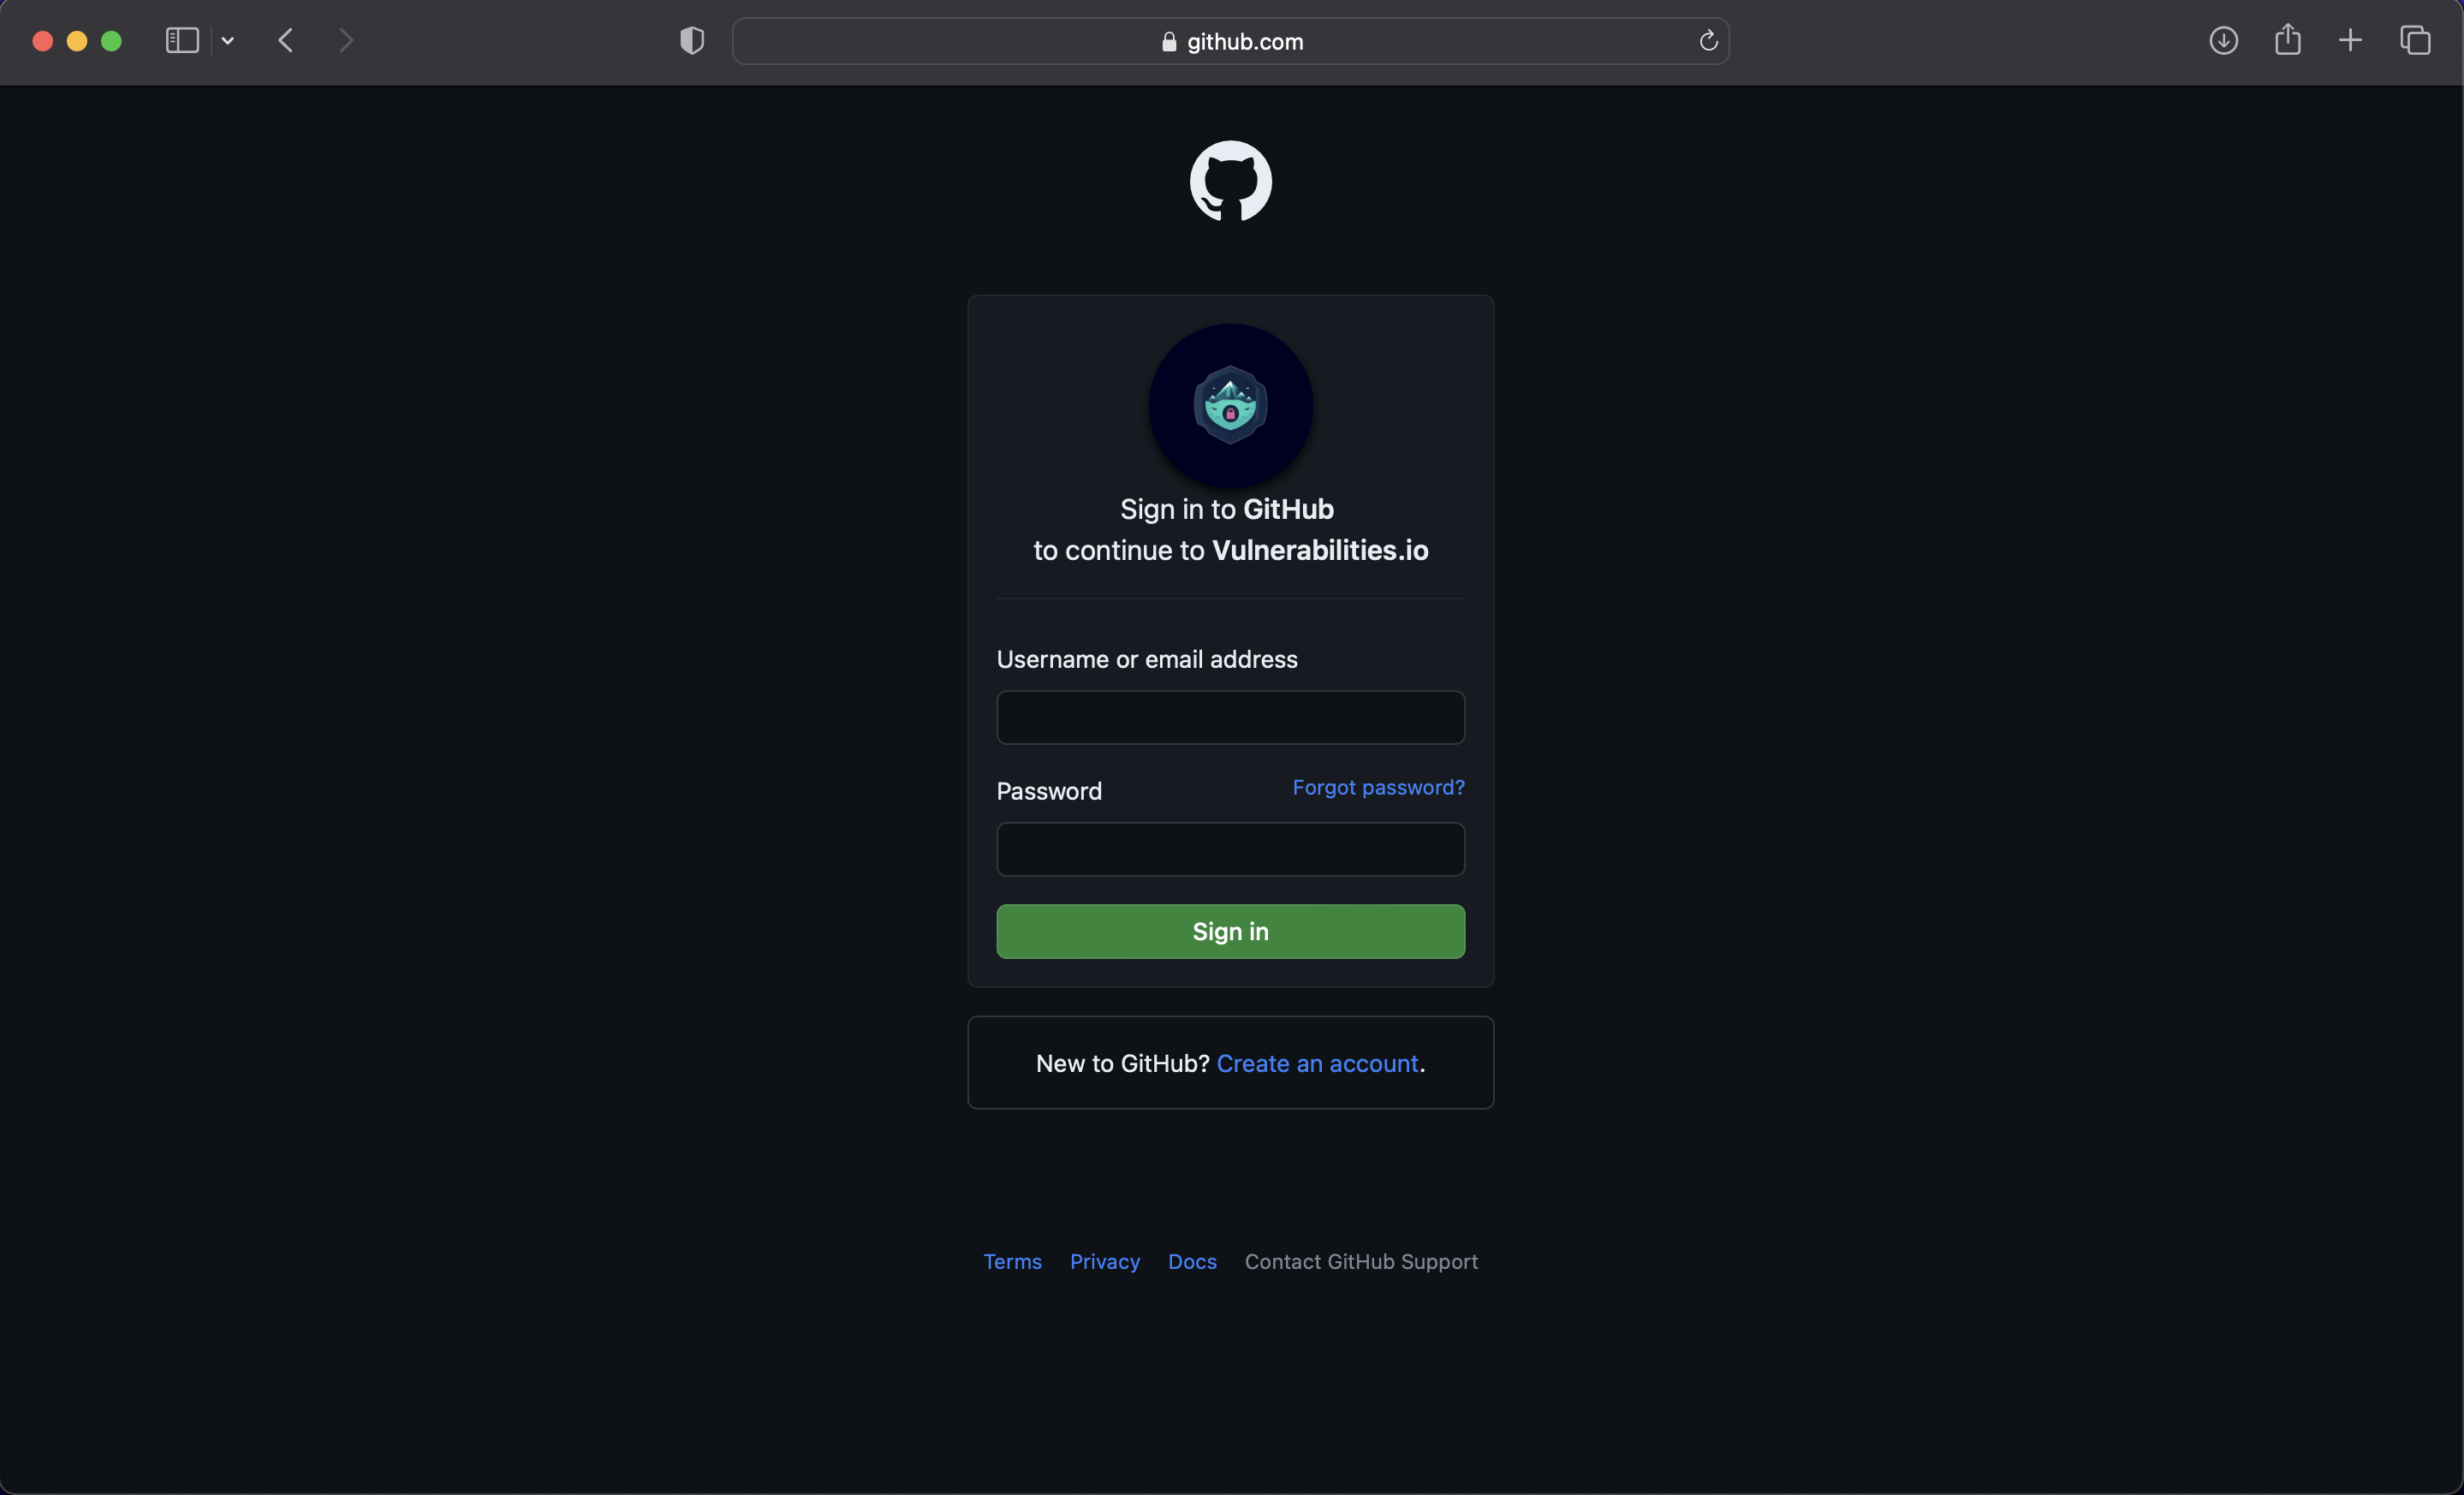 github.com
Sign in to GitHub
to continue to Vulnerabilities.io
Username or email address
Password
Forgot password?
Sign in
New to GitHub? Create an account.
Terms Privacy Docs Contact GitHub Support